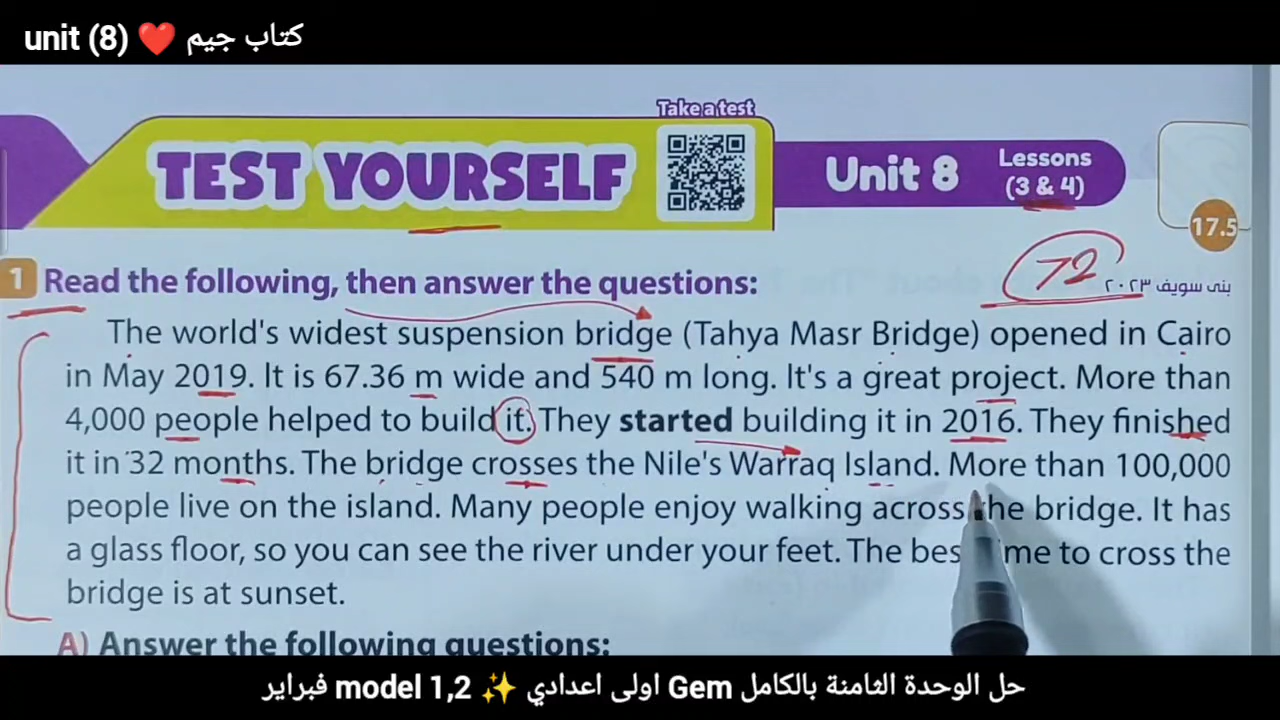 unit (8) ❤️ كتاب جيم
Take a test
TEST YOURSELF
Unit 8
Lessons
(3 & 4)
17.5
1 Read the following, then answer the questions:
72
بنى سويف ٢٠٢٣
The world's widest suspension bridge (Tahya Masr Bridge) opened in Cairo
in May 2019. It is 67.36 m wide and 540 m long. It's a great project. More than
4,000 people helped to build it. They started building it in 2016. They finished
it in 32 months. The bridge crosses the Nile's Warraq Island. More than 100,000
people live on the island. Many people enjoy walking across the bridge. It has
a glass floor, so you can see the river under your feet. The best time to cross the
bridge is at sunset.
A) Answer the following questions:
حل الوحدة الثامنة بالكامل Gem اولى اعدادي ✨ model 1,2 فبراير